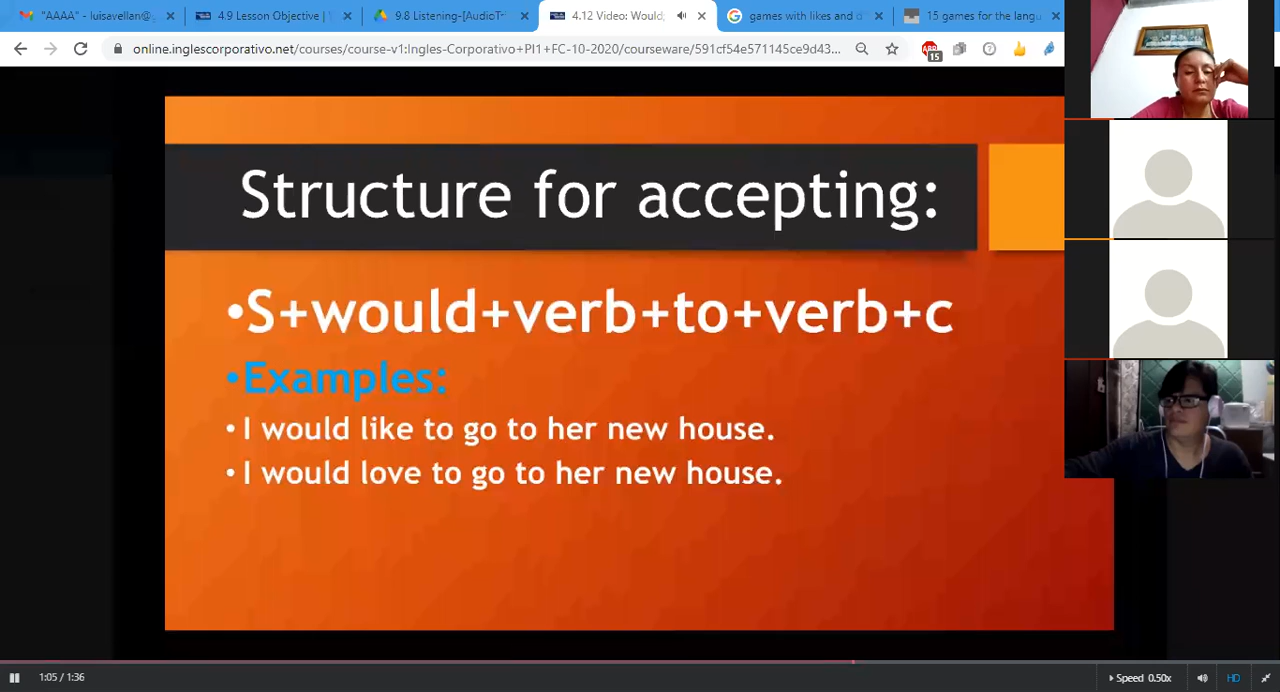 "AAAA" - luisavellan@g
4.9 Lesson Objective |
9.8 Listening-[AudioT
4.12 Video: Would;
games with likes and d
15 games for the langu
online.inglescorporativo.net/courses/course-v1:Ingles-Corporativo+PI1+FC-10-2020/courseware/591cf54e571145ce9d43...
ABP
15
Structure for accepting:
•S+would+verb+to+verb+c
•Examples:
• I would like to go to her new house.
• I would love to go to her new house.
1:05 / 1:36
Speed 0.50x
HD